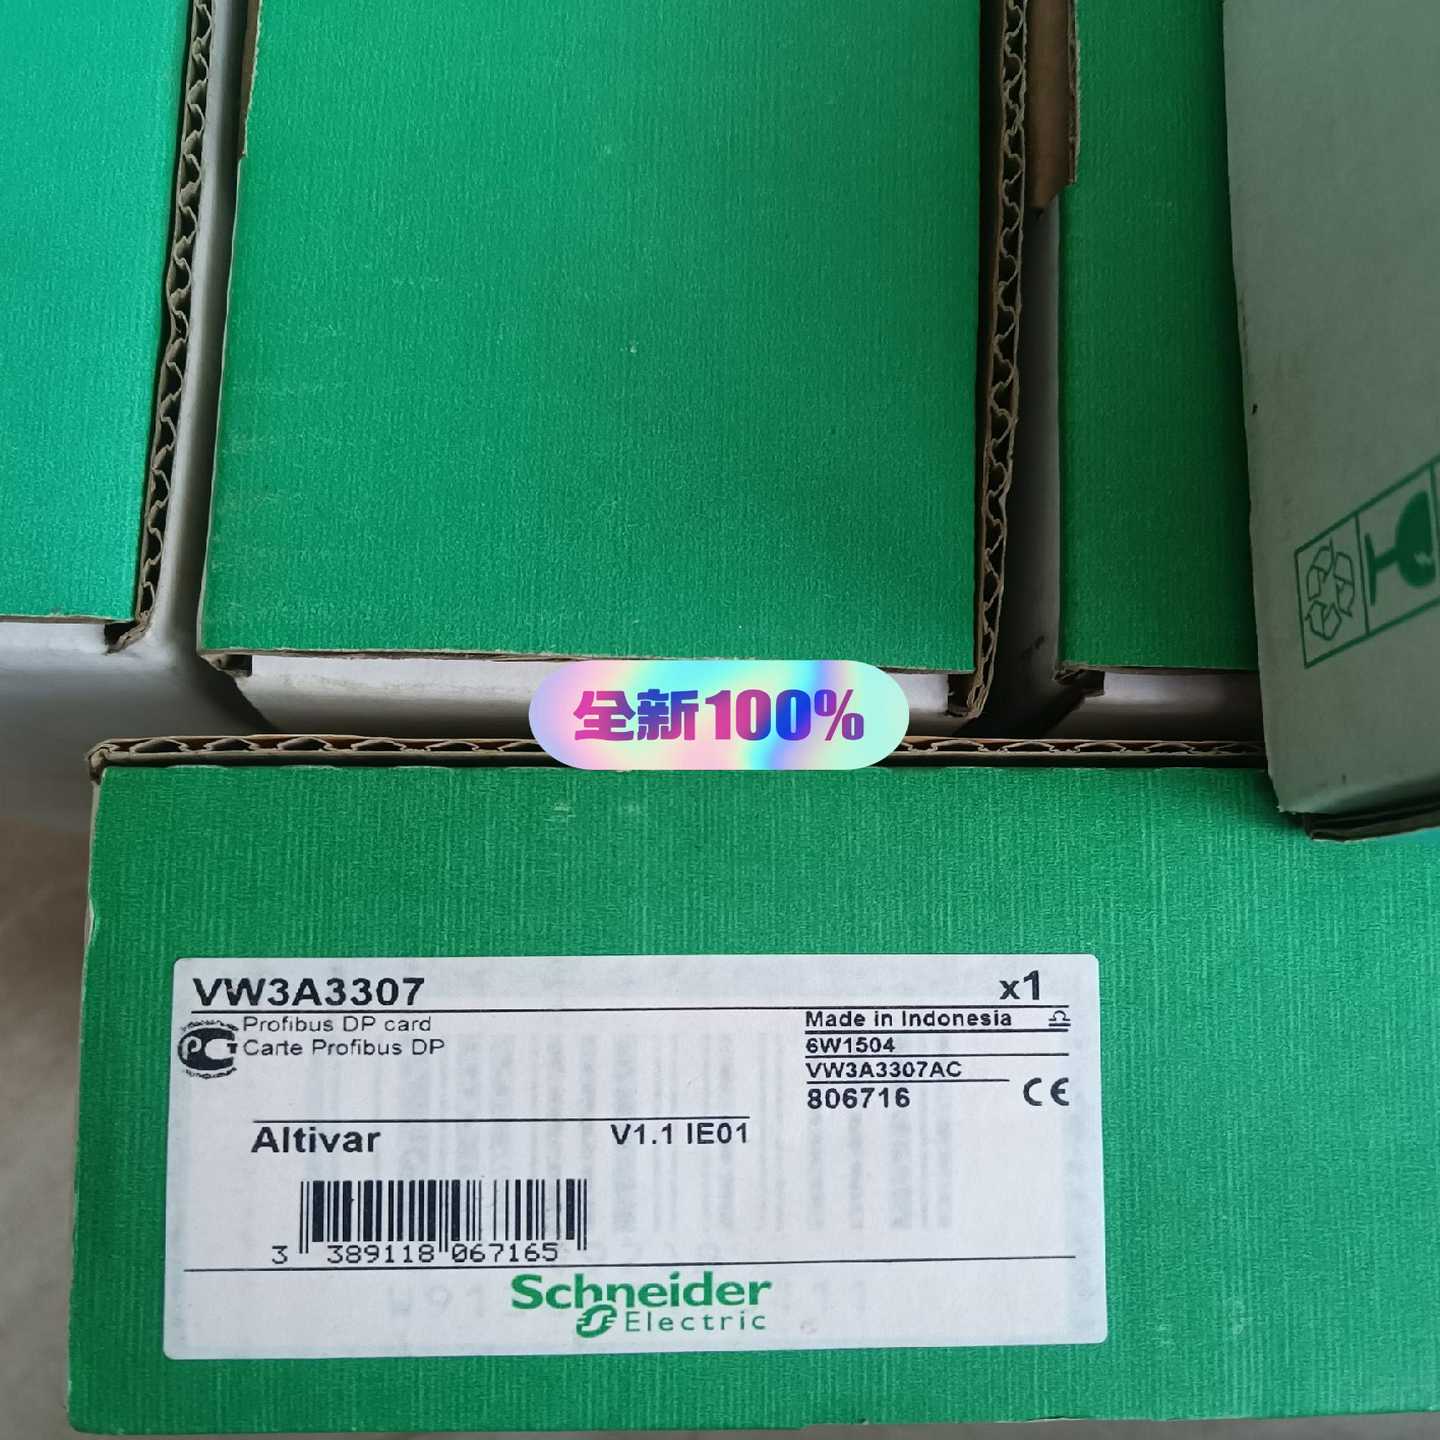 全新100%
VW3A3307
x1
Profibus DP card
Carte Profibus DP
Made in Indonesia
6W1504
VW3A3307AC
806716
CE
Altivar
V1.1 IE01
3 389118 067165
Schneider
Electric